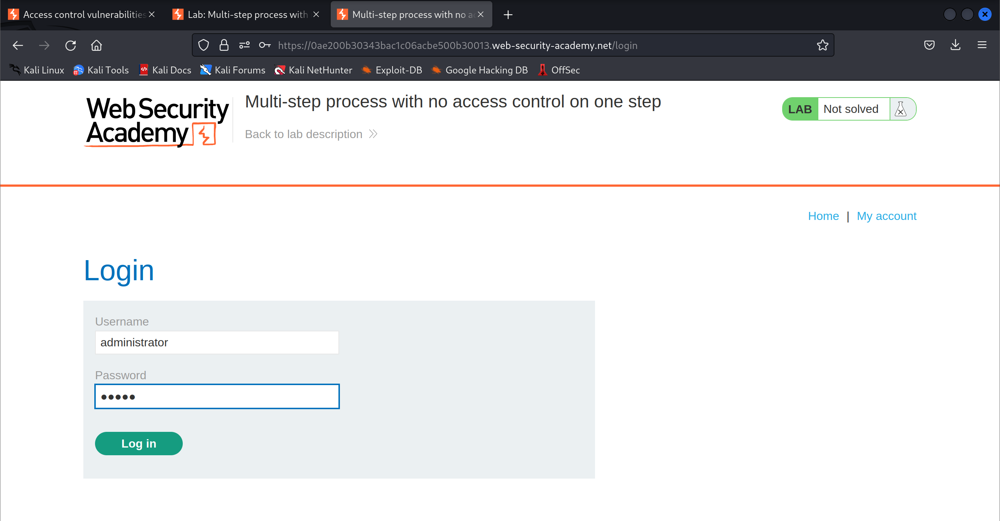 Access control vulnerabilities
Lab: Multi-step process with
Multi-step process with no ac
https://0ae200b30343bac1c06acbe500b30013.web-security-academy.net/login
Kali Linux Kali Tools Kali Docs Kali Forums Kali NetHunter Exploit-DB Google Hacking DB OffSec
Web Security
Academy
Multi-step process with no access control on one step
Back to lab description
LAB Not solved
Home | My account
Login
Username
administrator
Password
Log in